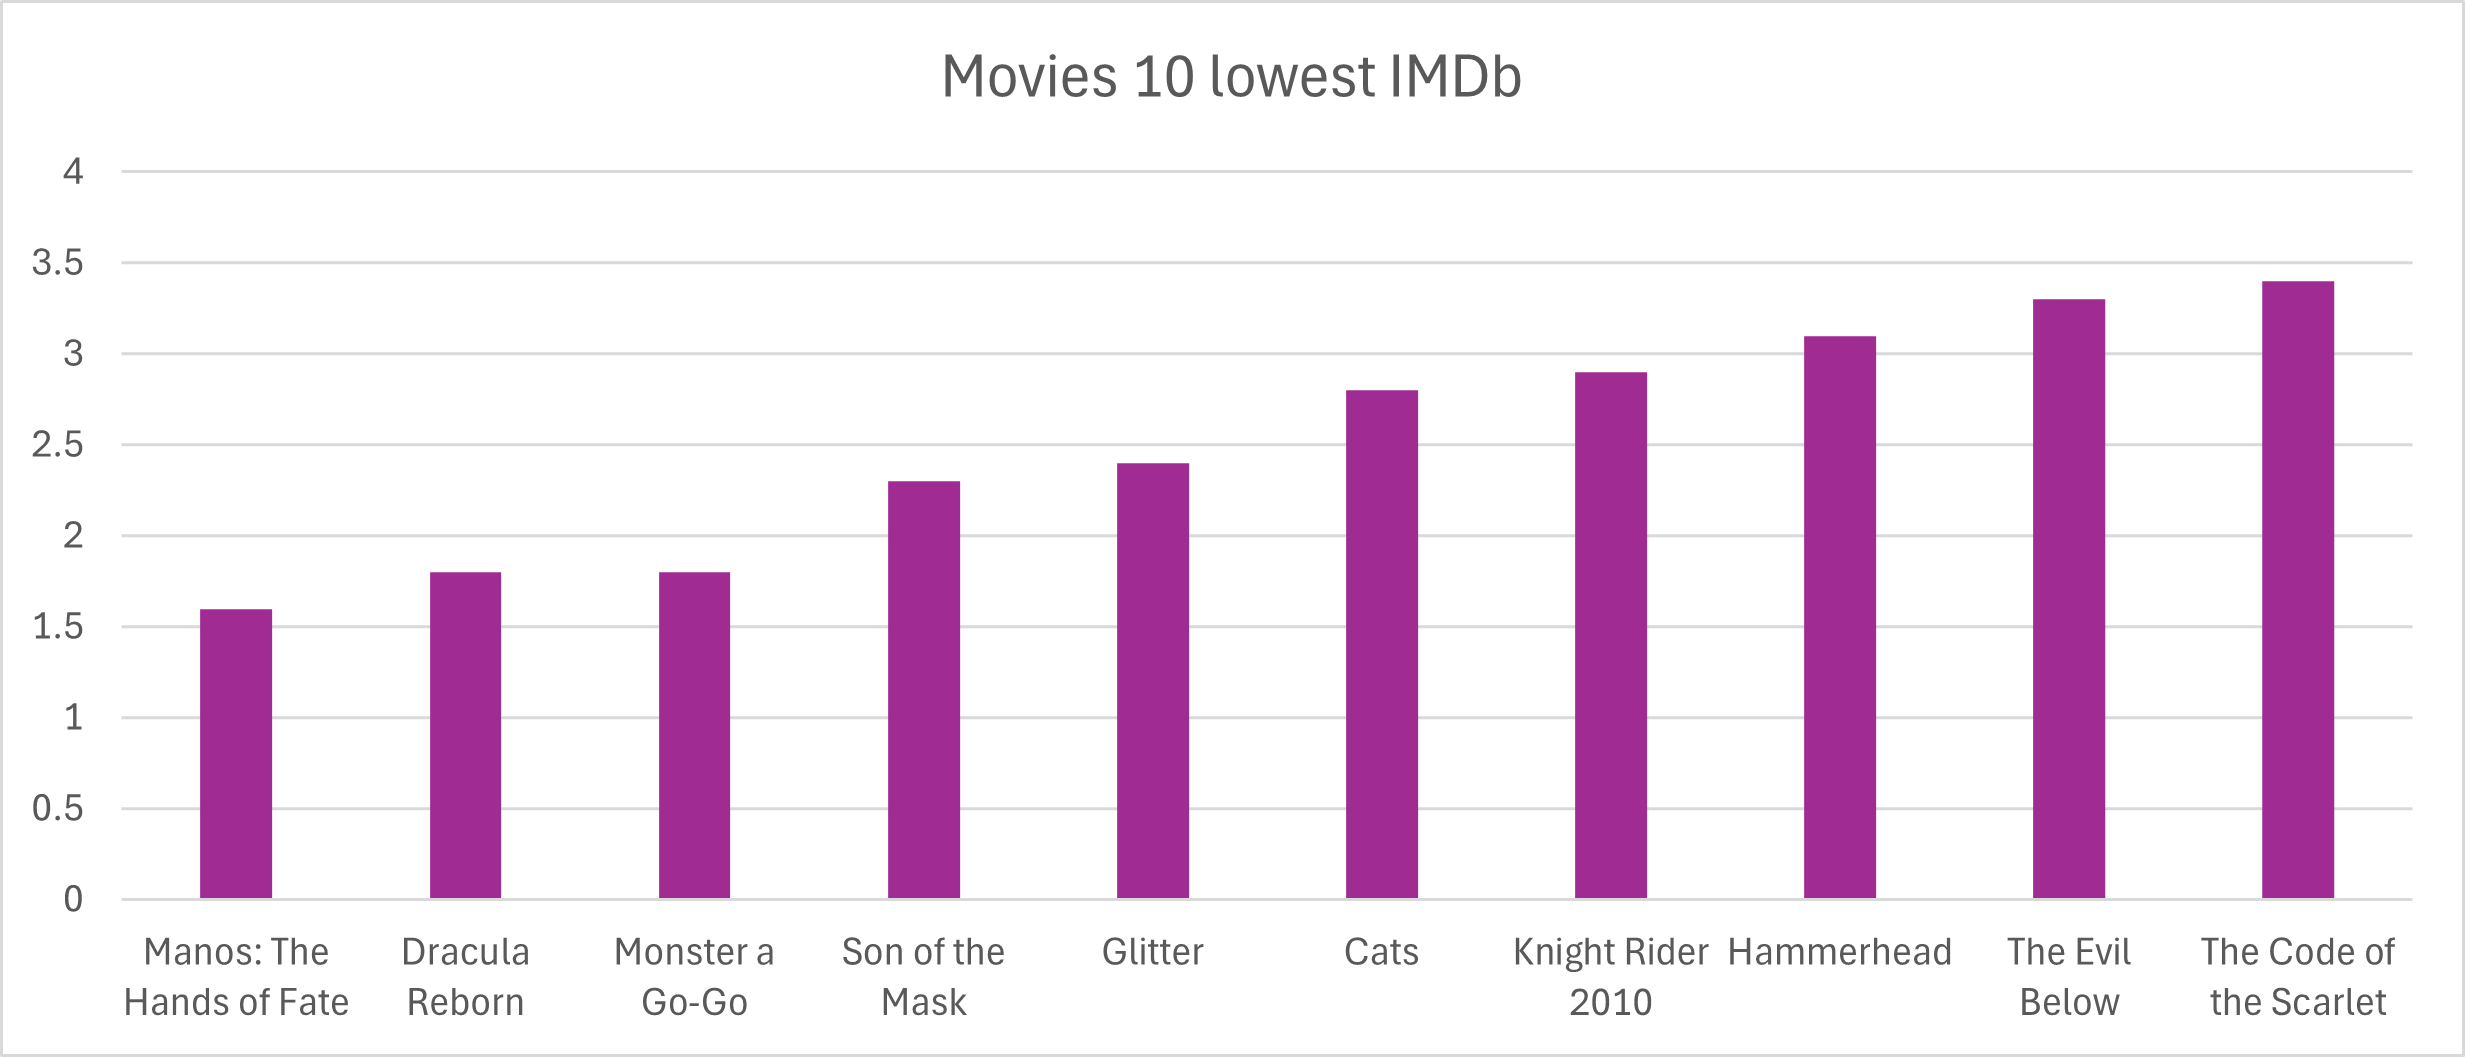 Movies 10 lowest IMDb
4
3.5
3
2.5
2
1.5
1
0.5
0
Manos: The
Hands of Fate
Dracula
Reborn
Monster a
Go-Go
Son of the
Mask
Glitter
Cats
Knight Rider
2010
Hammerhead
The Evil
Below
The Code of
the Scarlet